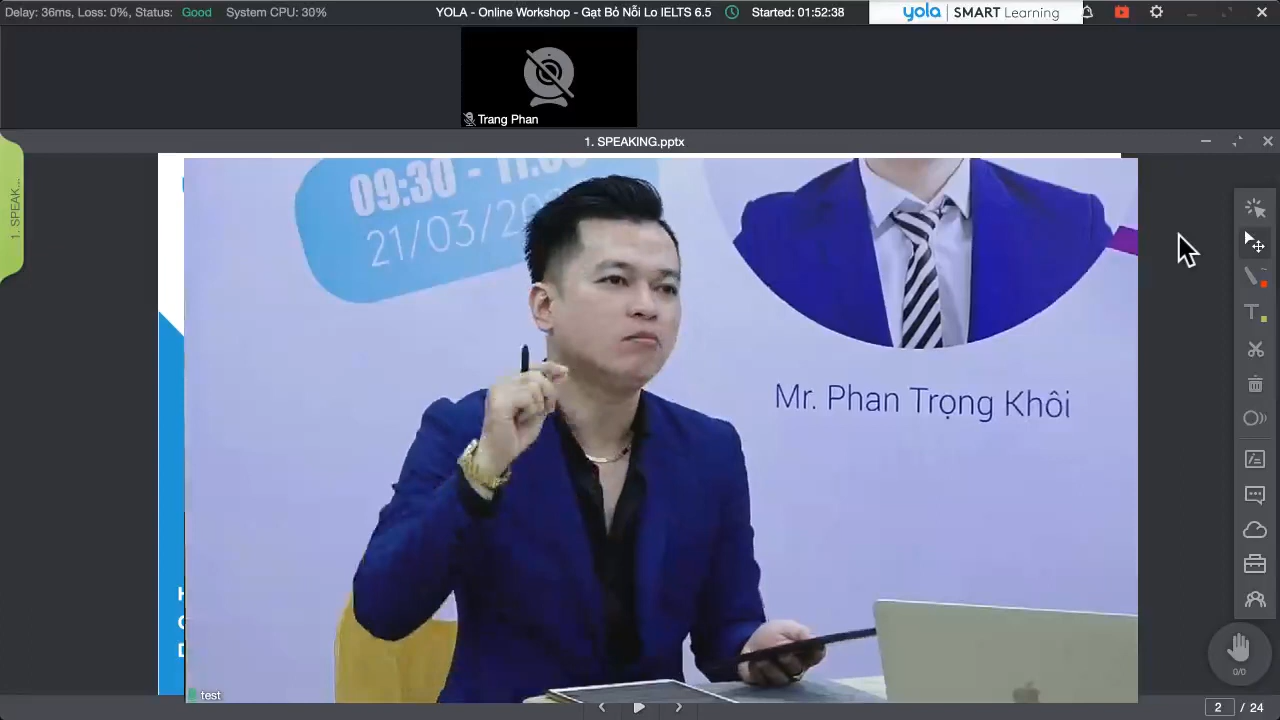 Delay: 36ms, Loss: 0%, Status: Good System CPU: 30%
YOLA - Online Workshop - Gạt Bỏ Nỗi Lo IELTS 6.5
Started: 01:52:38
yola SMART Learning
Trang Phan
1. SPEAKING.pptx
1. SPEAK...
09:30 -
21/03/
Mr. Phan Trọng Khôi
test
0/0
2 / 24